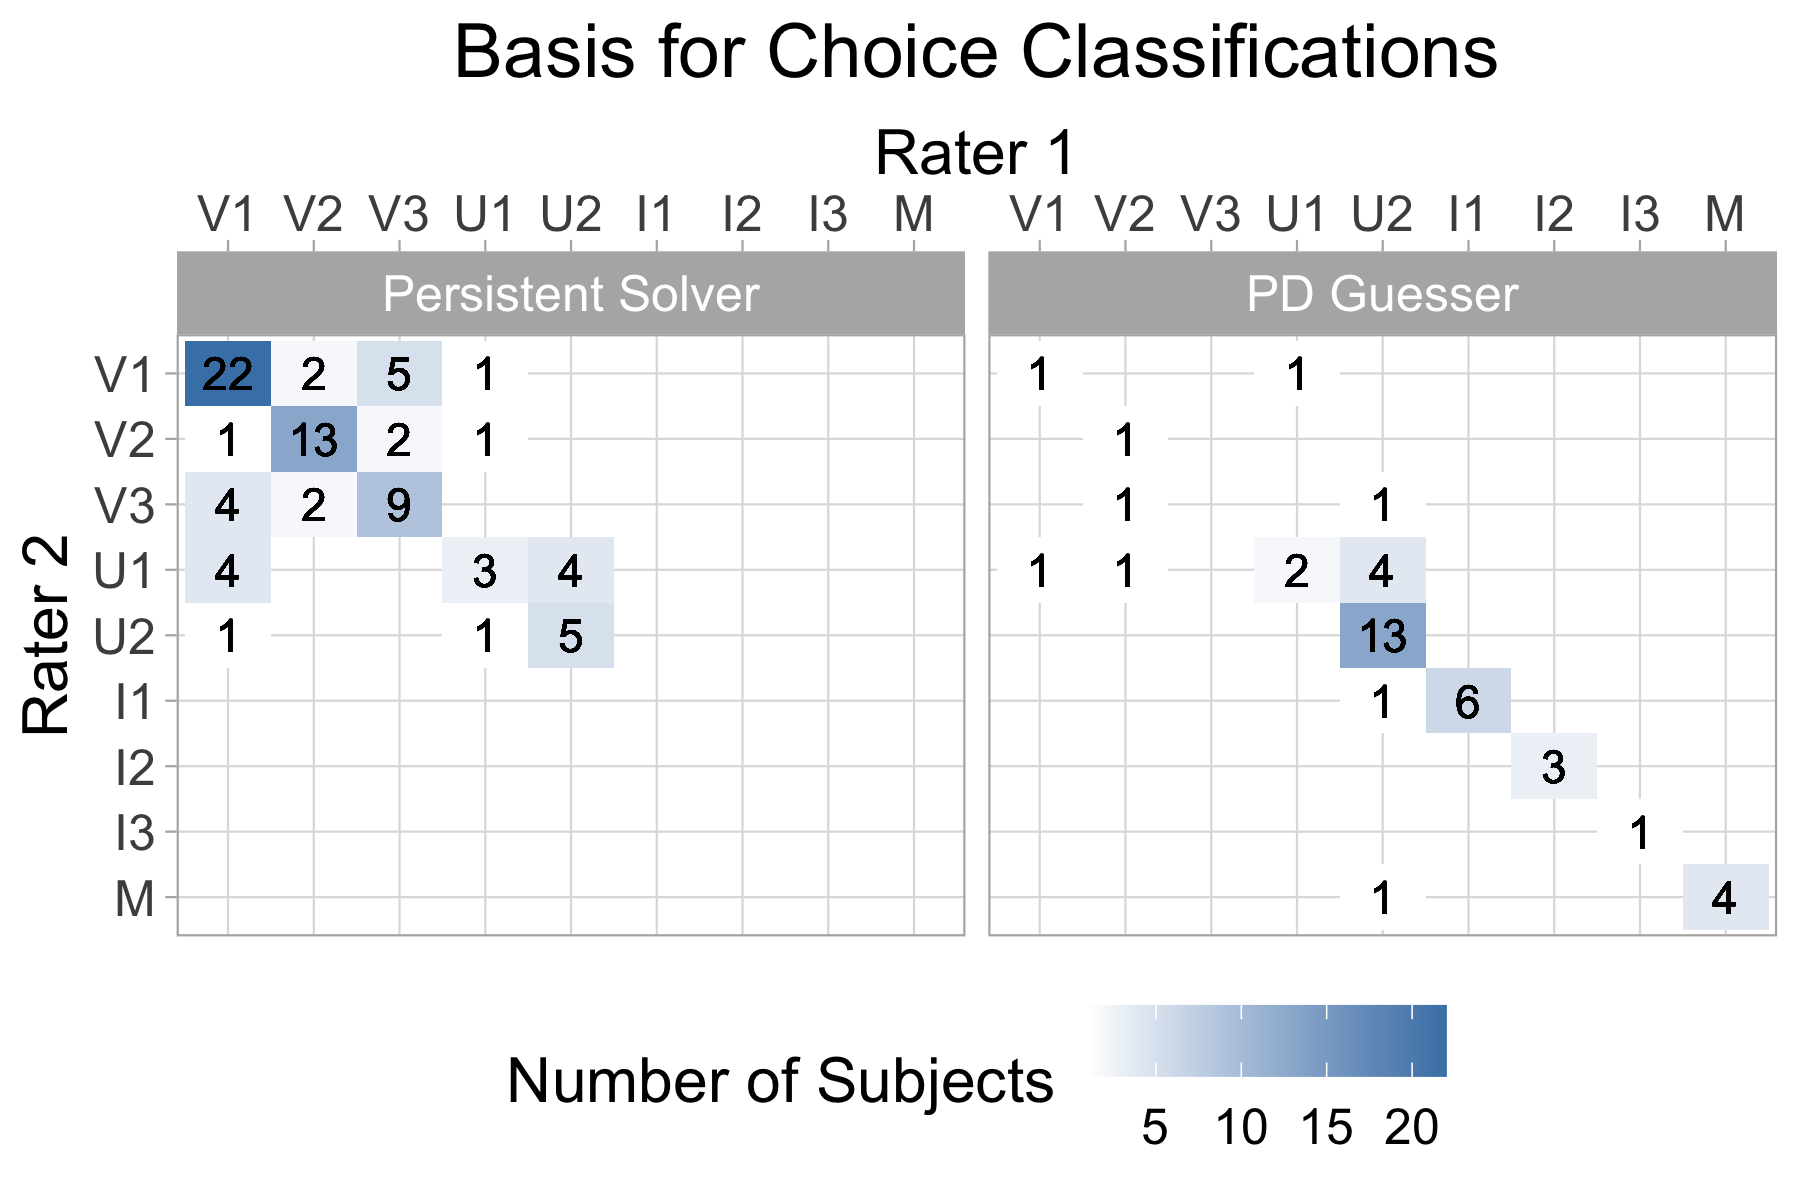 Basis for Choice Classifications
Rater 1
V1 V2 V3 U1 U2 I1 I2 I3 M V1 V2 V3 U1 U2 I1 I2 I3 M
Persistent Solver PD Guesser
V1 22 2 5 1 1 1
V2 1 13 2 1 1
V3 4 2 9 1 1
U1 4 3 4 1 1 2 4
U2 1 1 5 13
I1 1 6
I2 3
I3 1
M 1 4
Rater 2
Number of Subjects
5 10 15 20